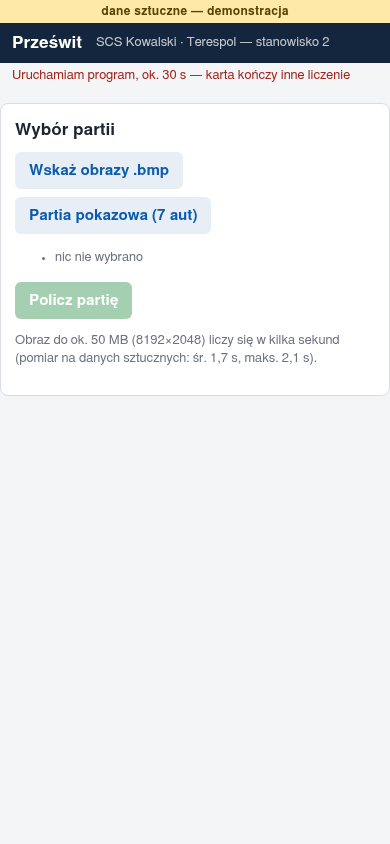 dane sztuczne — demonstracja
Prześwit SCS Kowalski · Terespol — stanowisko 2
Uruchamiam program, ok. 30 s — karta kończy inne liczenie
Wybór partii
Wskaż obrazy .bmp
Partia pokazowa (7 aut)
• nic nie wybrano
Policz partię
Obraz do ok. 50 MB (8192×2048) liczy się w kilka sekund
(pomiar na danych sztucznych: śr. 1,7 s, maks. 2,1 s).